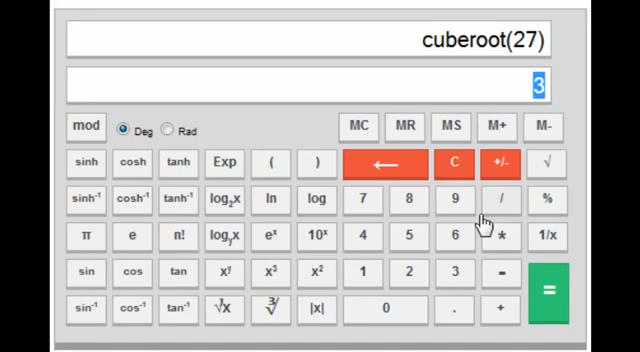 cuberoot(27)
3
mod Deg Rad MC MR MS M+ M-
sinh cosh tanh Exp ( ) ← C +/- √
sinh⁻¹ cosh⁻¹ tanh⁻¹ log₂x ln log 7 8 9 / %
π e n! logᵧx eˣ 10ˣ 4 5 6 * 1/x
sin cos tan xʸ x³ x² 1 2 3 - =
sin⁻¹ cos⁻¹ tan⁻¹ ʸ√x ³√ |x| 0 . +